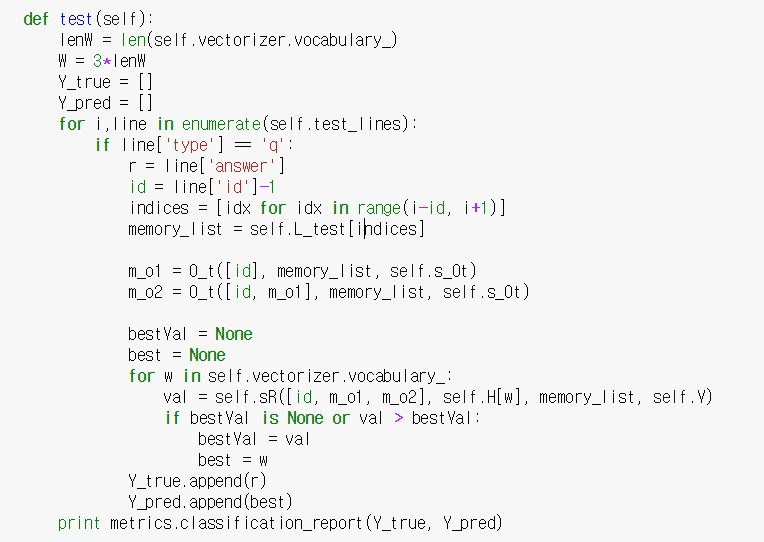 def test(self):
    lenW = len(self.vectorizer.vocabulary_)
    W = 3*lenW
    Y_true = []
    Y_pred = []
    for i,line in enumerate(self.test_lines):
        if line['type'] == 'q':
            r = line['answer']
            id = line['id']-1
            indices = [idx for idx in range(i-id, i+1)]
            memory_list = self.L_test[indices]

            m_o1 = O_t([id], memory_list, self.s_Ot)
            m_o2 = O_t([id, m_o1], memory_list, self.s_Ot)

            bestVal = None
            best = None
            for w in self.vectorizer.vocabulary_:
                val = self.sR([id, m_o1, m_o2], self.H[w], memory_list, self.V)
                if bestVal is None or val > bestVal:
                    bestVal = val
                    best = w
            Y_true.append(r)
            Y_pred.append(best)
    print metrics.classification_report(Y_true, Y_pred)